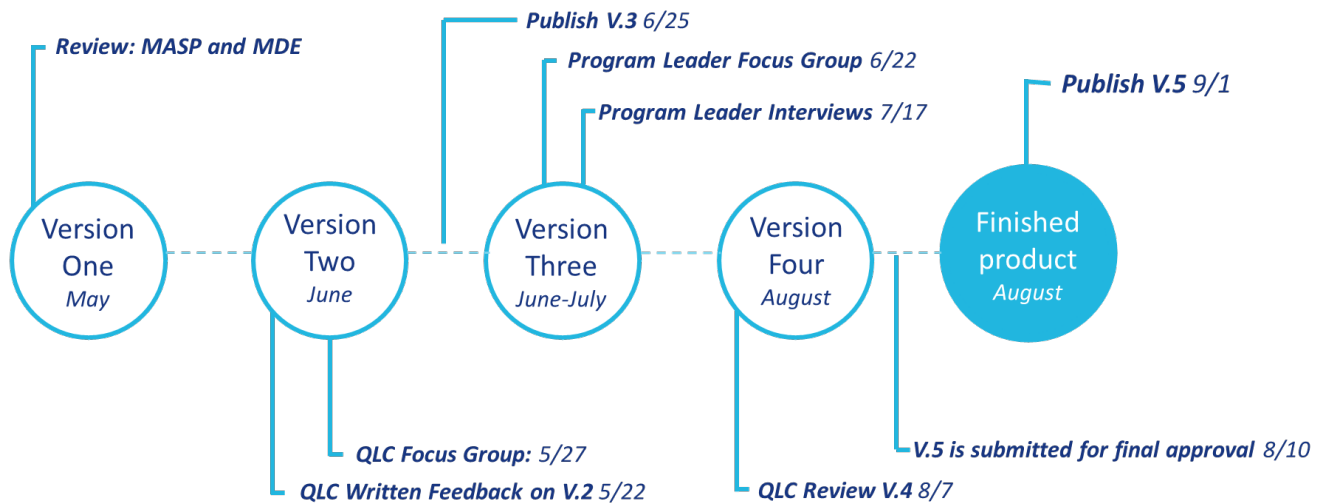 Publish V.3 6/25
Review: MASP and MDE
Program Leader Focus Group 6/22
Publish V.5 9/1
Program Leader Interviews 7/17
Version
One
May
Version
Two
June
Version
Three
June-July
Version
Four
August
Finished
product
August
QLC Focus Group: 5/27
V.5 is submitted for final approval 8/10
QLC Written Feedback on V.2 5/22
QLC Review V.4 8/7